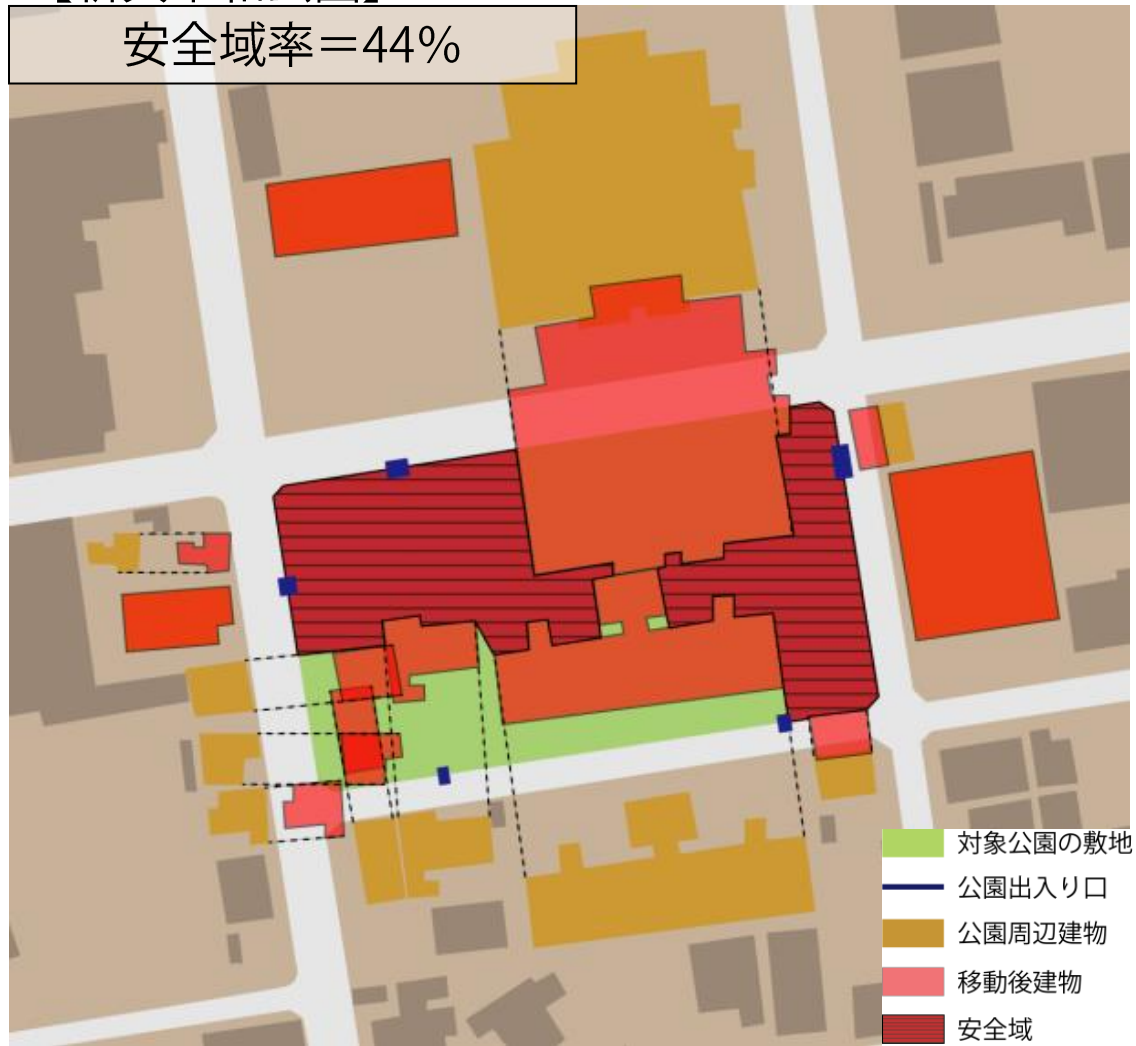 安全域率＝44%
対象公園の敷地
公園出入り口
公園周辺建物
移動後建物
安全域